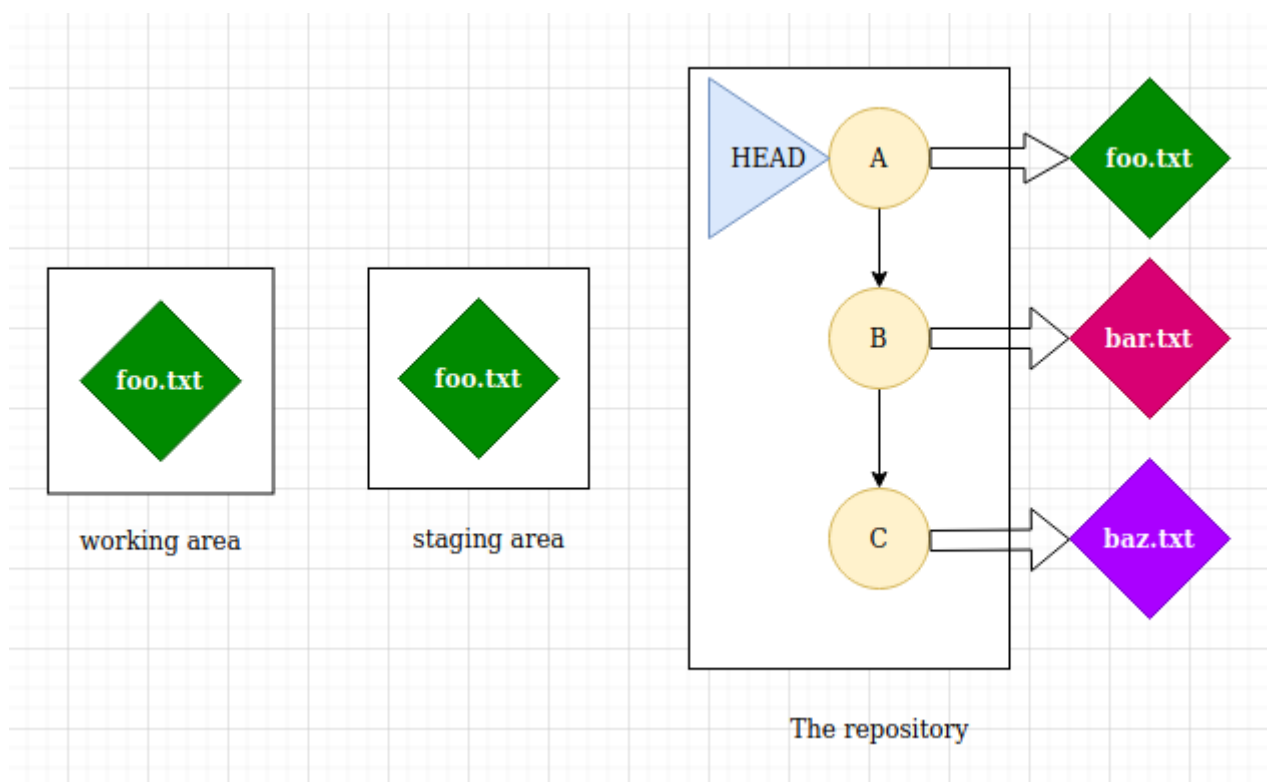 HEAD
A
foo.txt
B
bar.txt
foo.txt
foo.txt
working area
staging area
C
baz.txt
The repository